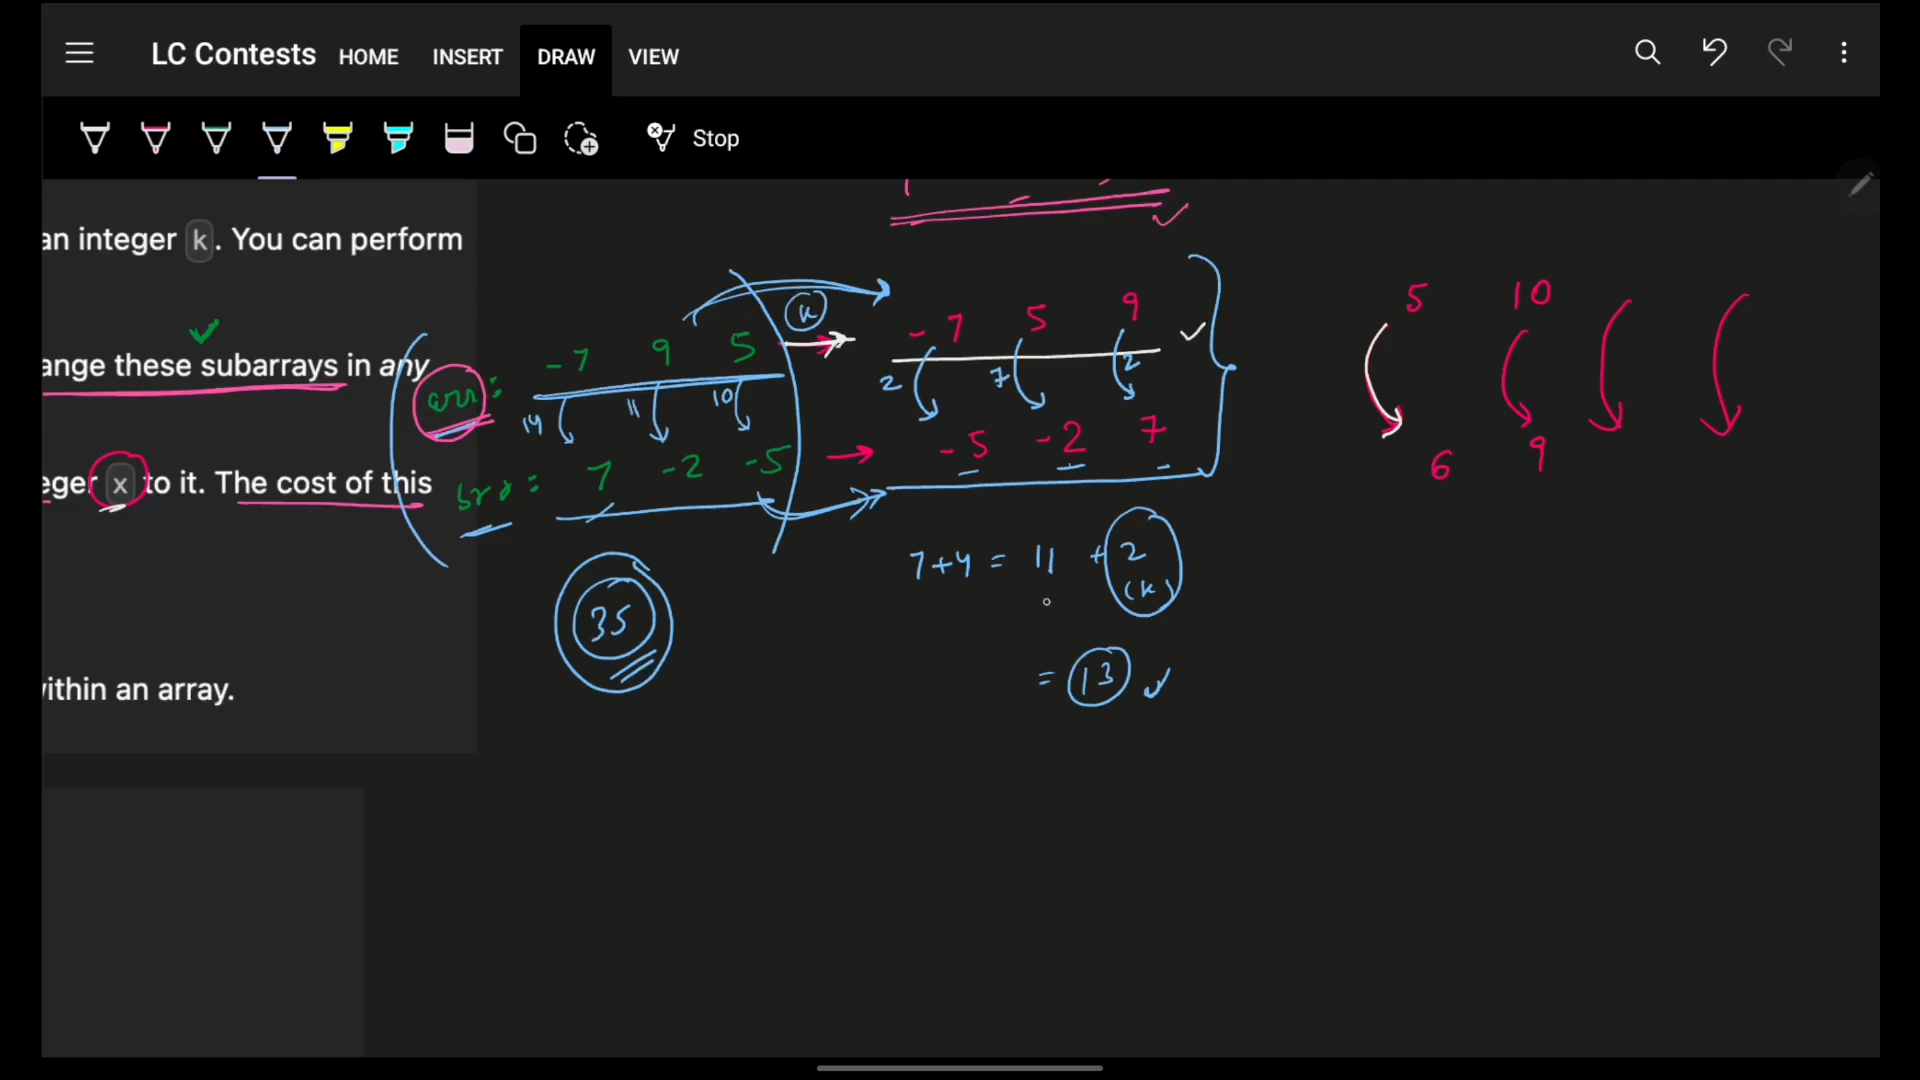 LC Contests HOME INSERT DRAW VIEW
Stop
an integer k. You can perform
ange these subarrays in any
eger x to it. The cost of this
ithin an array.
k
arr: -7 9 5
14 11 10
brr: 7 -2 -5
35
-7 5 9
2 7 2
-5 -2 7
7+4 = 11 + 2
(k)
= 13
5 10
6 9